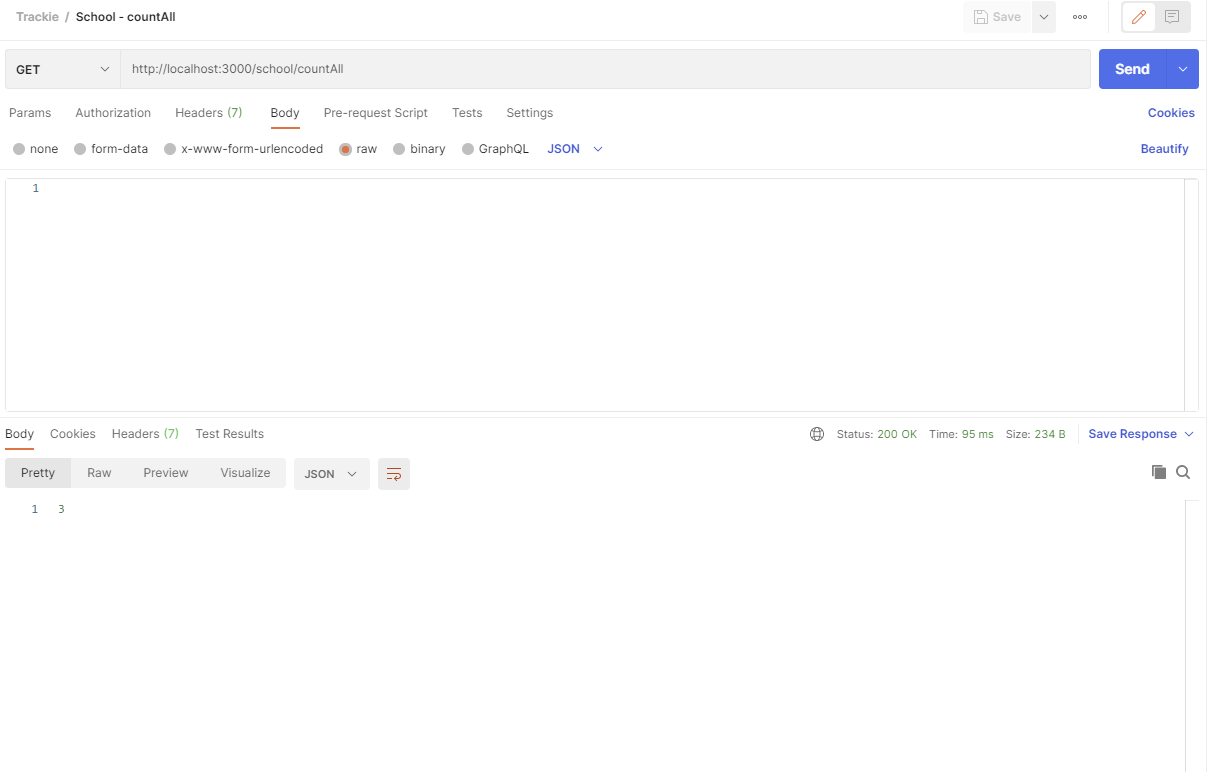 Trackie / School - countAll
Save
GET
http://localhost:3000/school/countAll
Send
Params Authorization Headers (7) Body Pre-request Script Tests Settings
Cookies
none form-data x-www-form-urlencoded raw binary GraphQL JSON
Beautify
1
Body Cookies Headers (7) Test Results
Status: 200 OK Time: 95 ms Size: 234 B Save Response
Pretty Raw Preview Visualize JSON
1 3